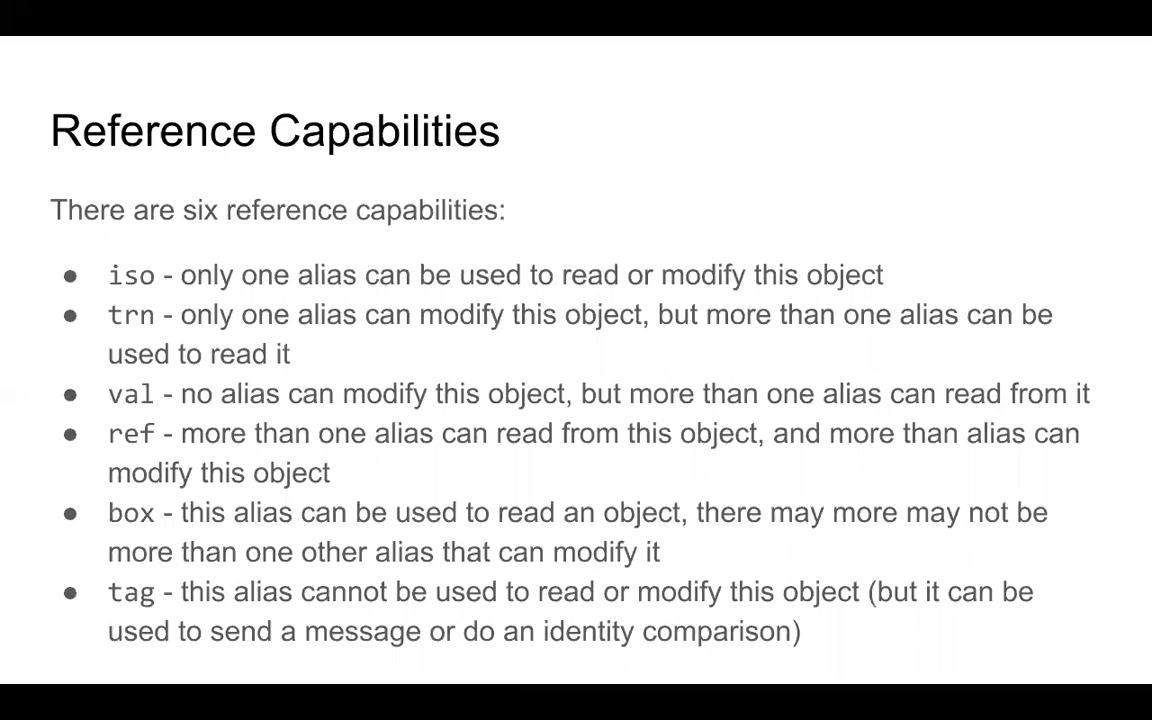 Reference Capabilities
There are six reference capabilities:
● iso - only one alias can be used to read or modify this object
● trn - only one alias can modify this object, but more than one alias can be
used to read it
● val - no alias can modify this object, but more than one alias can read from it
● ref - more than one alias can read from this object, and more than alias can
modify this object
● box - this alias can be used to read an object, there may more may not be
more than one other alias that can modify it
● tag - this alias cannot be used to read or modify this object (but it can be
used to send a message or do an identity comparison)